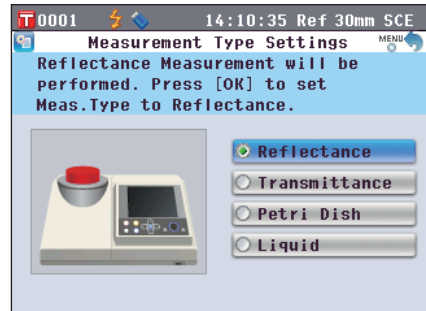 T 0001 14:10:35 Ref 30mm SCE
Measurement Type Settings MENU
Reflectance Measurement will be
performed. Press [OK] to set
Meas.Type to Reflectance.
Reflectance
Transmittance
Petri Dish
Liquid